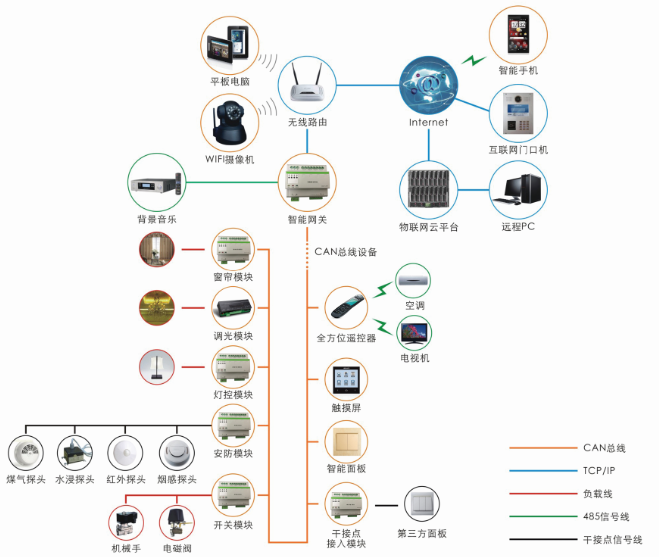 平板电脑
WIFI摄像机
无线路由
Internet
智能手机
互联网门口机
背景音乐
智能网关
物联网云平台
远程PC
CAN总线设备
窗帘模块
调光模块
灯控模块
安防模块
开关模块
煤气探头
水浸探头
红外探头
烟感探头
机械手
电磁阀
全方位遥控器
空调
电视机
触摸屏
智能面板
干接点
接入模块
第三方面板
CAN总线
TCP/IP
负载线
485信号线
干接点信号线